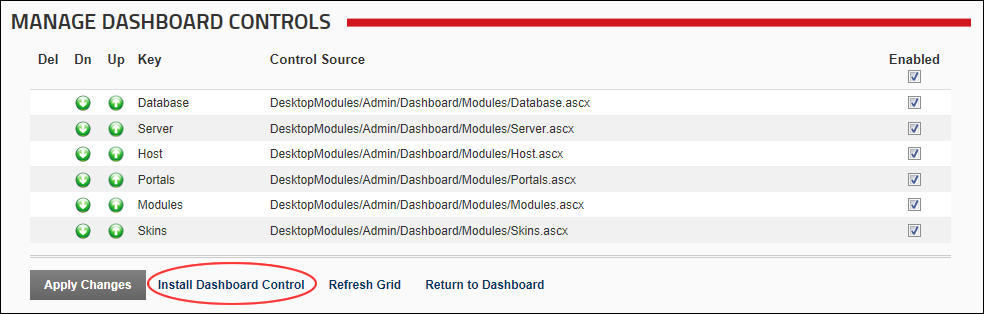 MANAGE DASHBOARD CONTROLS
Del Dn Up Key Control Source Enabled
Database DesktopModules/Admin/Dashboard/Modules/Database.ascx
Server DesktopModules/Admin/Dashboard/Modules/Server.ascx
Host DesktopModules/Admin/Dashboard/Modules/Host.ascx
Portals DesktopModules/Admin/Dashboard/Modules/Portals.ascx
Modules DesktopModules/Admin/Dashboard/Modules/Modules.ascx
Skins DesktopModules/Admin/Dashboard/Modules/Skins.ascx
Apply Changes Install Dashboard Control Refresh Grid Return to Dashboard